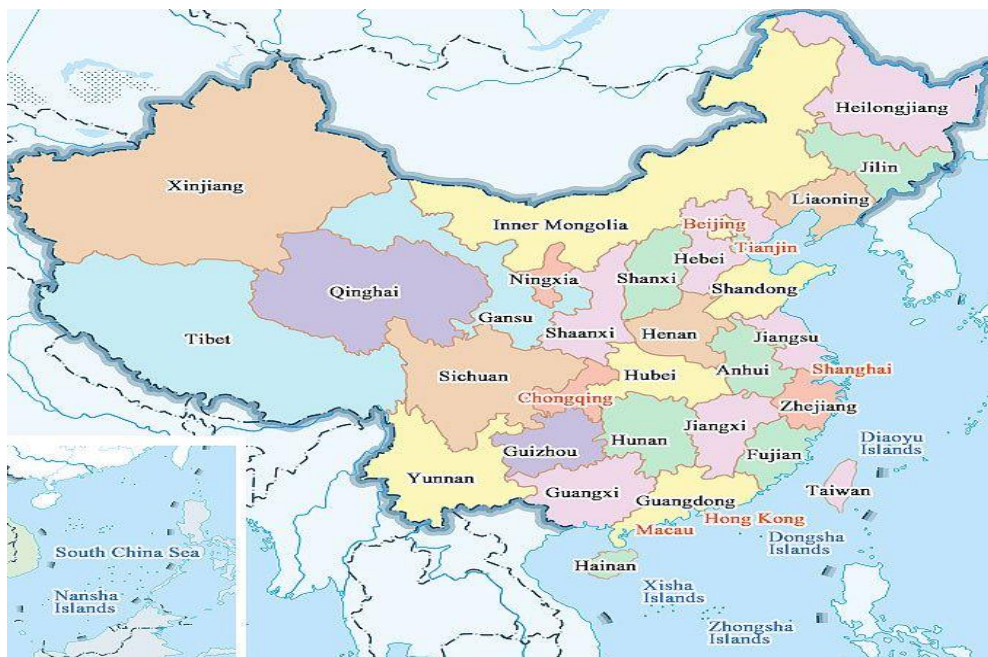 Heilongjiang
Jilin
Xinjiang
Liaoning
Inner Mongolia
Beijing
Tianjin
Hebei
Ningxia
Shanxi
Shandong
Qinghai
Gansu
Shaanxi
Henan
Jiangsu
Tibet
Sichuan
Hubei
Anhui
Shanghai
Chongqing
Zhejiang
Jiangxi
Hunan
Guizhou
Fujian
Diaoyu
Islands
Yunnan
Guangxi
Guangdong
Taiwan
Hong Kong
Macau
Dongsha
Islands
Hainan
South China Sea
Nansha
Islands
Xisha
Islands
Zhongsha
Islands